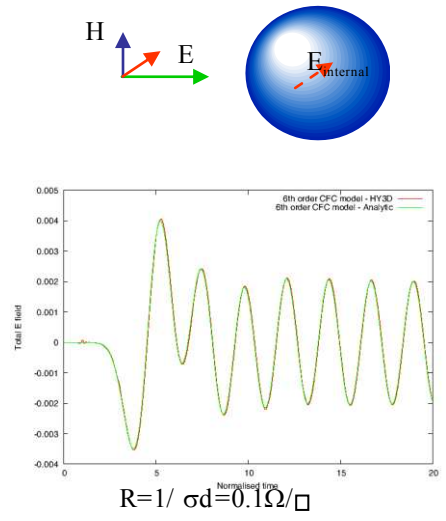 H
E
E internal
0.005
0.004
0.003
0.002
0.001
0
-0.001
-0.002
-0.003
-0.004
Total E field
6th order CFC model - HY3D
6th order CFC model - Analytic
0 5 10 15 20
Normalised time
R=1/ σd=0.1Ω/□